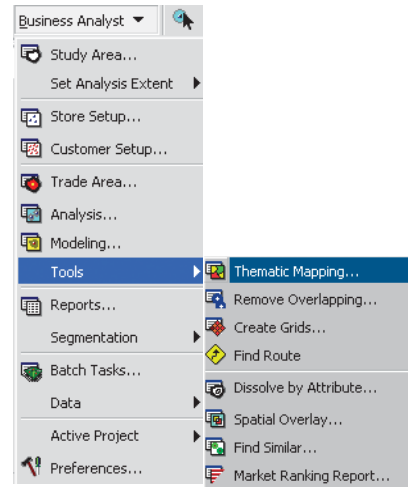 Business Analyst
Study Area...
Set Analysis Extent
Store Setup...
Customer Setup...
Trade Area...
Analysis...
Modeling...
Tools
Thematic Mapping...
Remove Overlapping...
Create Grids...
Find Route
Dissolve by Attribute...
Spatial Overlay...
Find Similar...
Market Ranking Report...
Reports...
Segmentation
Batch Tasks...
Data
Active Project
Preferences...